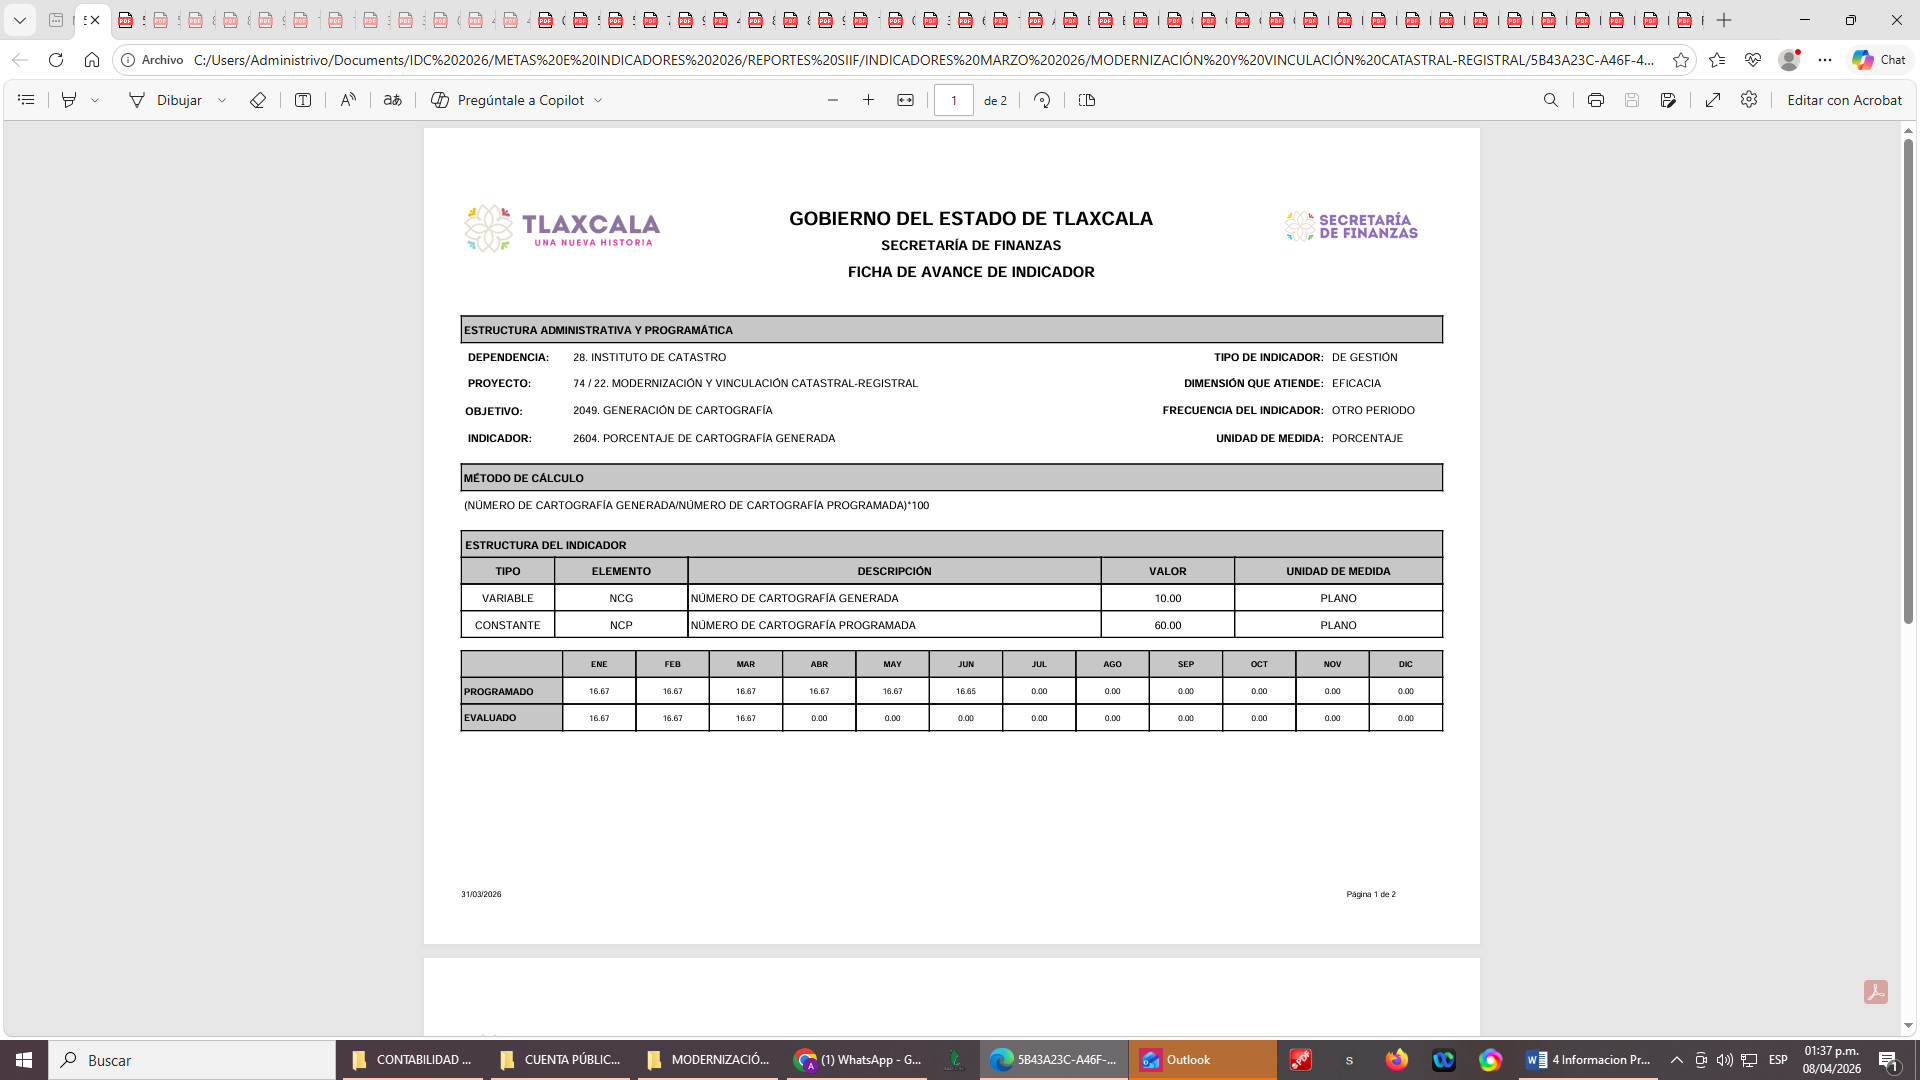 Archivo C:/Users/Administrivo/Documents/IDC%202026/METAS%20E%20INDICADORES%202026/REPORTES%20SIIF/INDICADORES%20MARZO%202026/MODERNIZACIÓN%20Y%20VINCULACIÓN%20CATASTRAL-REGISTRAL/5B43A23C-A46F-4... Chat
Dibujar Pregúntale a Copilot 1 de 2 Editar con Acrobat
TLAXCALA
UNA NUEVA HISTORIA
GOBIERNO DEL ESTADO DE TLAXCALA
SECRETARÍA DE FINANZAS
FICHA DE AVANCE DE INDICADOR
SECRETARÍA
DE FINANZAS
ESTRUCTURA ADMINISTRATIVA Y PROGRAMÁTICA
DEPENDENCIA: 28. INSTITUTO DE CATASTRO TIPO DE INDICADOR: DE GESTIÓN
PROYECTO: 74 / 22. MODERNIZACIÓN Y VINCULACIÓN CATASTRAL-REGISTRAL DIMENSIÓN QUE ATIENDE: EFICACIA
OBJETIVO: 2049. GENERACIÓN DE CARTOGRAFÍA FRECUENCIA DEL INDICADOR: OTRO PERIODO
INDICADOR: 2604. PORCENTAJE DE CARTOGRAFÍA GENERADA UNIDAD DE MEDIDA: PORCENTAJE
MÉTODO DE CÁLCULO
(NÚMERO DE CARTOGRAFÍA GENERADA/NÚMERO DE CARTOGRAFÍA PROGRAMADA)*100
ESTRUCTURA DEL INDICADOR
TIPO ELEMENTO DESCRIPCIÓN VALOR UNIDAD DE MEDIDA
VARIABLE NCG NÚMERO DE CARTOGRAFÍA GENERADA 10.00 PLANO
CONSTANTE NCP NÚMERO DE CARTOGRAFÍA PROGRAMADA 60.00 PLANO
ENE FEB MAR ABR MAY JUN JUL AGO SEP OCT NOV DIC
PROGRAMADO 16.67 16.67 16.67 16.67 16.67 16.65 0.00 0.00 0.00 0.00 0.00 0.00
EVALUADO 16.67 16.67 16.67 0.00 0.00 0.00 0.00 0.00 0.00 0.00 0.00 0.00
31/03/2026 Página 1 de 2
Buscar CONTABILIDAD ... CUENTA PÚBLIC... MODERNIZACIÓ... (1) WhatsApp - G... 5B43A23C-A46F-... Outlook 4 Informacion Pr... ESP 01:37 p.m.
08/04/2026